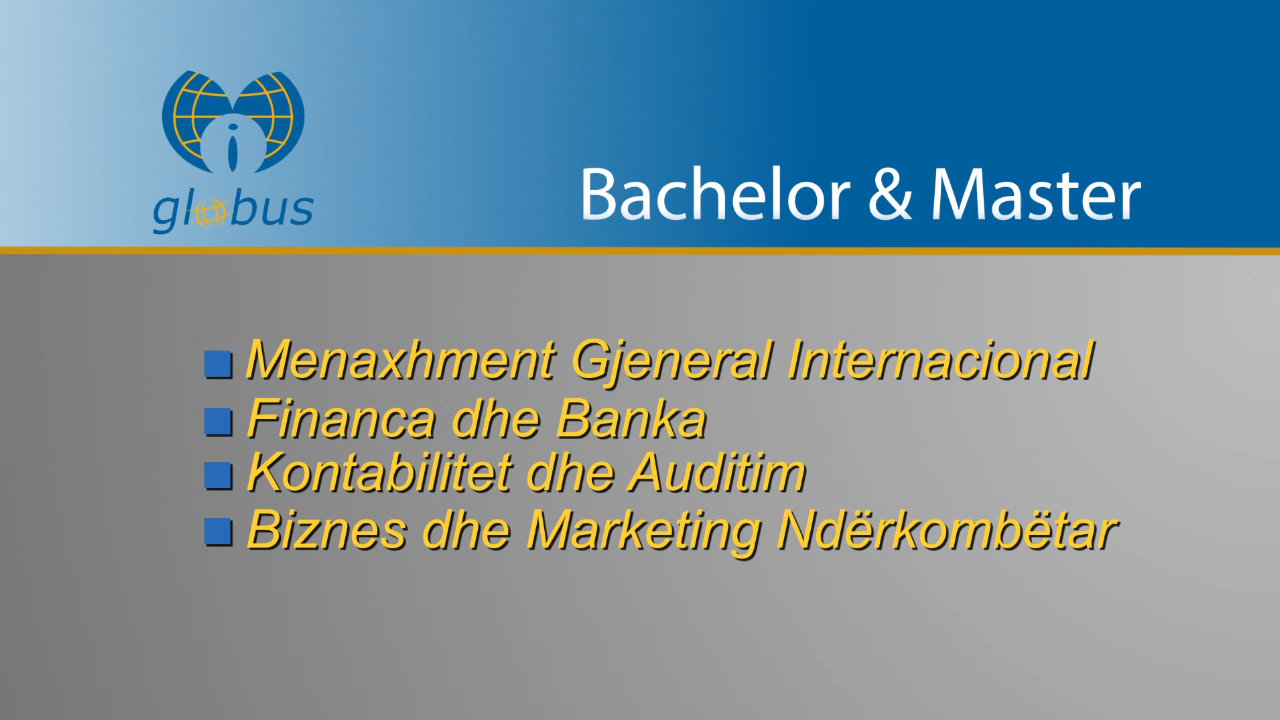 i
globus
Bachelor & Master
Menaxhment Gjeneral Internacional
Financa dhe Banka
Kontabilitet dhe Auditim
Biznes dhe Marketing Ndërkombëtar